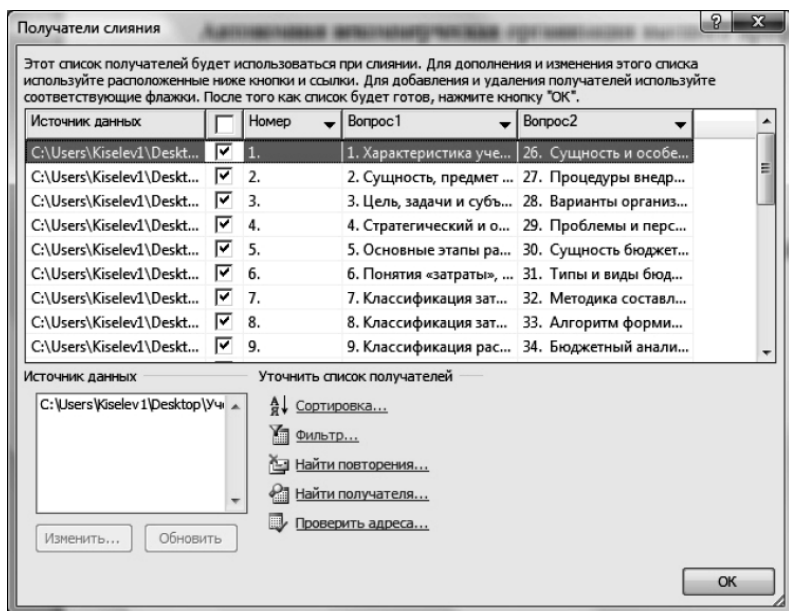 Получатели слияния
Этот список получателей будет использоваться при слиянии. Для дополнения и изменения этого списка
используйте расположенные ниже кнопки и ссылки. Для добавления и удаления получателей используйте
соответствующие флажки. После того как список будет готов, нажмите кнопку "ОК".
Источник данных Номер Вопрос1 Вопрос2
C:\Users\Kiselev1\Deskt... 1. 1. Характеристика уче... 26. Сущность и особе...
C:\Users\Kiselev1\Deskt... 2. 2. Сущность, предмет ... 27. Процедуры внедр...
C:\Users\Kiselev1\Deskt... 3. 3. Цель, задачи и субъ... 28. Варианты организ...
C:\Users\Kiselev1\Deskt... 4. 4. Стратегический и о... 29. Проблемы и перс...
C:\Users\Kiselev1\Deskt... 5. 5. Основные этапы ра... 30. Сущность бюджет...
C:\Users\Kiselev1\Deskt... 6. 6. Понятия «затраты», ... 31. Типы и виды бюд...
C:\Users\Kiselev1\Deskt... 7. 7. Классификация зат... 32. Методика составл...
C:\Users\Kiselev1\Deskt... 8. 8. Классификация зат... 33. Алгоритм форми...
C:\Users\Kiselev1\Deskt... 9. 9. Классификация рас... 34. Бюджетный анали...
Источник данных Уточнить список получателей
C:\Users\Kiselev1\Desktop\Уч
Сортировка...
Фильтр...
Найти повторения...
Найти получателя...
Проверить адреса...
Изменить... Обновить
ОК